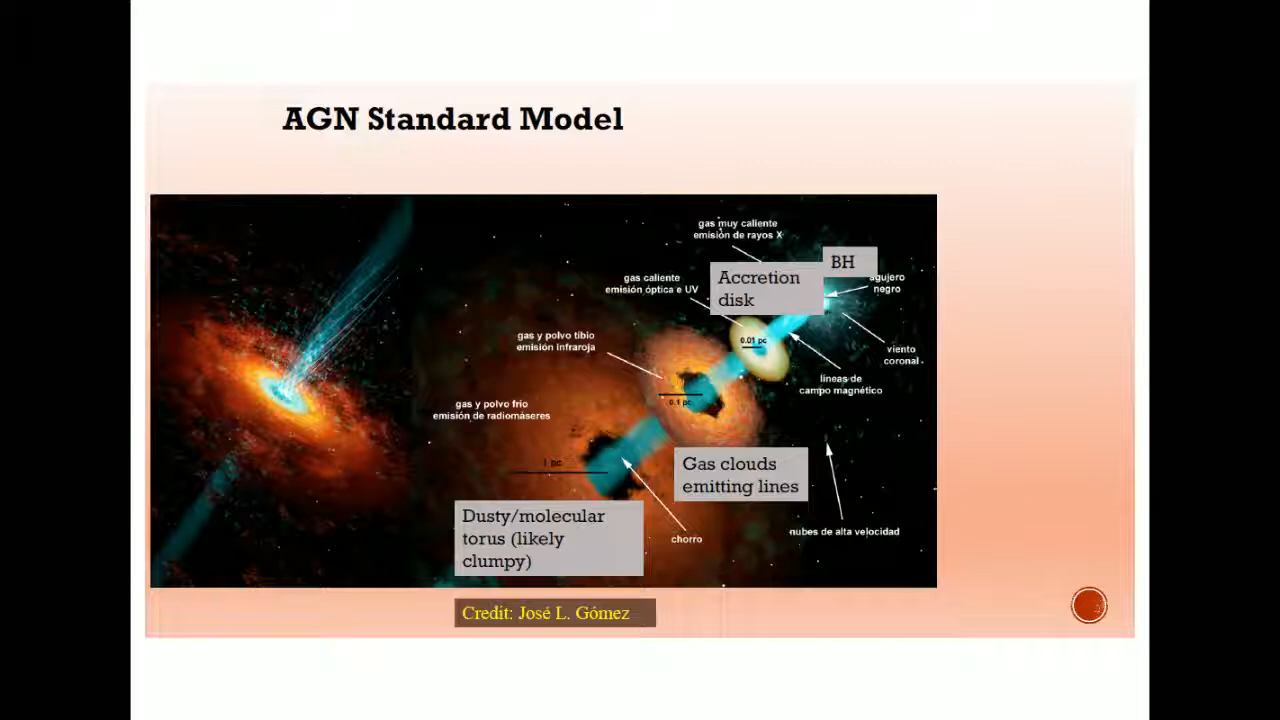 AGN Standard Model
gas muy caliente
emisión de rayos X
BH
Accretion
disk
agujero
negro
gas caliente
emisión óptica e UV
0.01 pc
gas y polvo tibio
emisión infraroja
viento
coronal
líneas de
campo magnético
0.1 pc
gas y polvo frío
emisión de radiomáseres
1 pc
Gas clouds
emitting lines
Dusty/molecular
torus (likely
clumpy)
chorro
nubes de alta velocidad
Credit: José L. Gómez